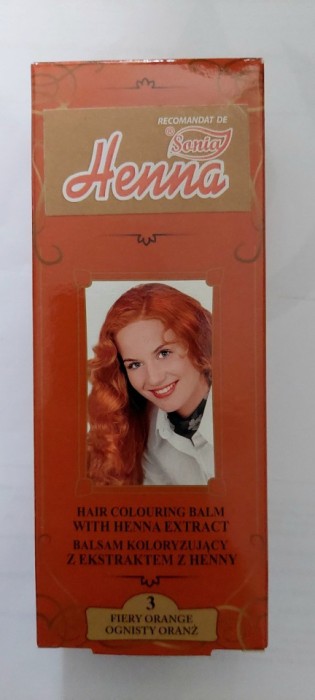 RECOMANDAT DE
® Sonia
Henna
HAIR COLOURING BALM
WITH HENNA EXTRACT
BALSAM KOLORYZUJĄCY
Z EKSTRAKTEM Z HENNY
3
FIERY ORANGE
OGNISTY ORANŻ